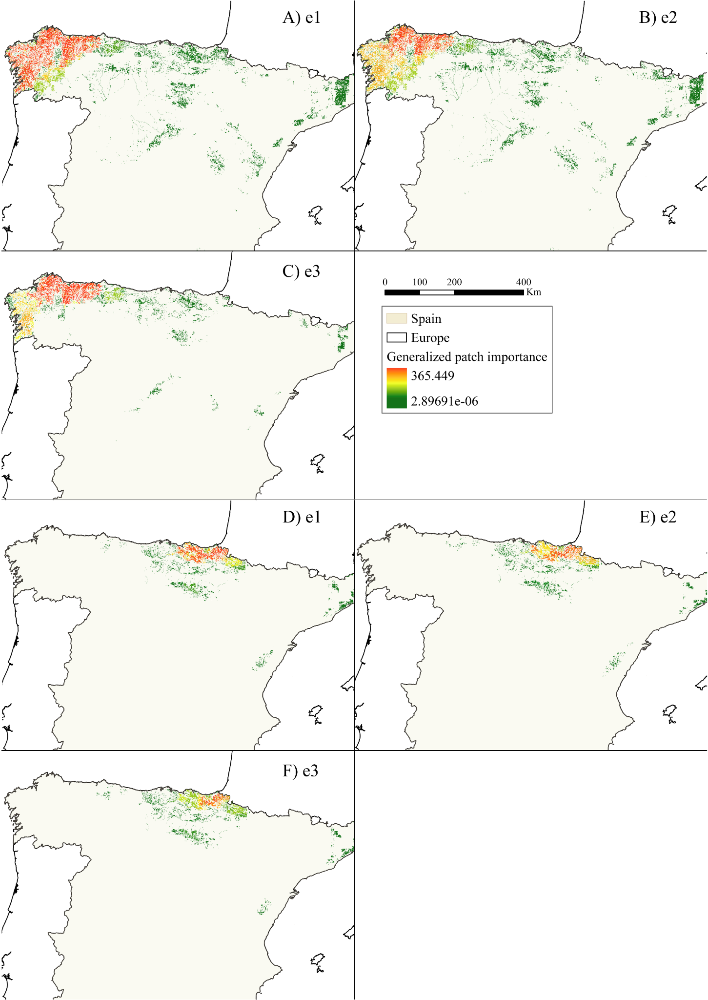 A) e1
B) e2
C) e3
0 100 200 400
Km
Spain
Europe
Generalized patch importance
365.449
2.89691e-06
D) e1
E) e2
F) e3